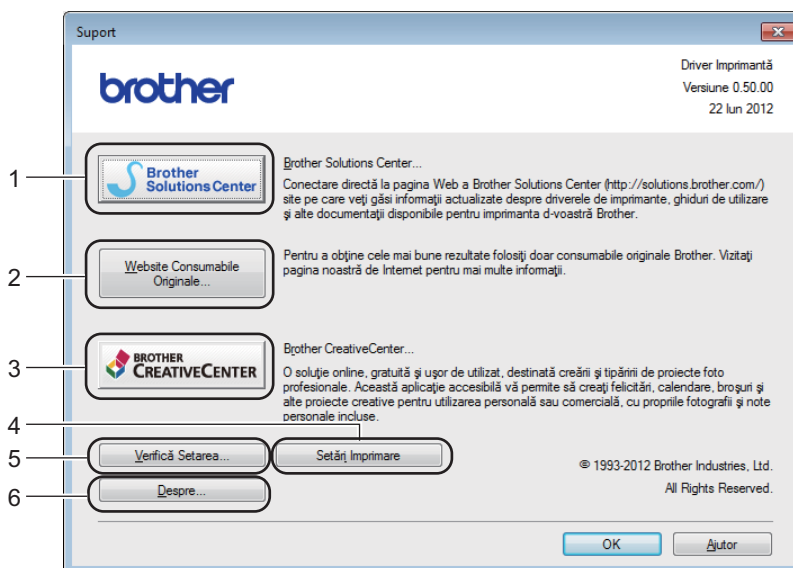 Suport
brother
Driver Imprimantă
Versiune 0.50.00
22 Iun 2012
1
Brother
Solutions Center
Brother Solutions Center...
Conectare directă la pagina Web a Brother Solutions Center (http://solutions.brother.com/)
site pe care veţi găsi informaţii actualizate despre driverele de imprimante, ghiduri de utilizare
şi alte documentaţii disponibile pentru imprimanta d-voastră Brother.
2
Website Consumabile
Originale...
Pentru a obţine cele mai bune rezultate folosiţi doar consumabile originale Brother. Vizitaţi
pagina noastră de Internet pentru mai multe informaţii.
3
BROTHER
CREATIVECENTER
Brother CreativeCenter...
O soluţie online, gratuită şi uşor de utilizat, destinată creării şi tipăririi de proiecte foto
profesionale. Această aplicaţie accesibilă vă permite să creaţi felicitări, calendare, broşuri şi
alte proiecte creative pentru utilizarea personală sau comercială, cu propriile fotografii şi note
personale incluse.
4
5
Verifică Setarea...
Setări Imprimare
© 1993-2012 Brother Industries, Ltd.
6
Despre...
All Rights Reserved.
OK
Ajutor